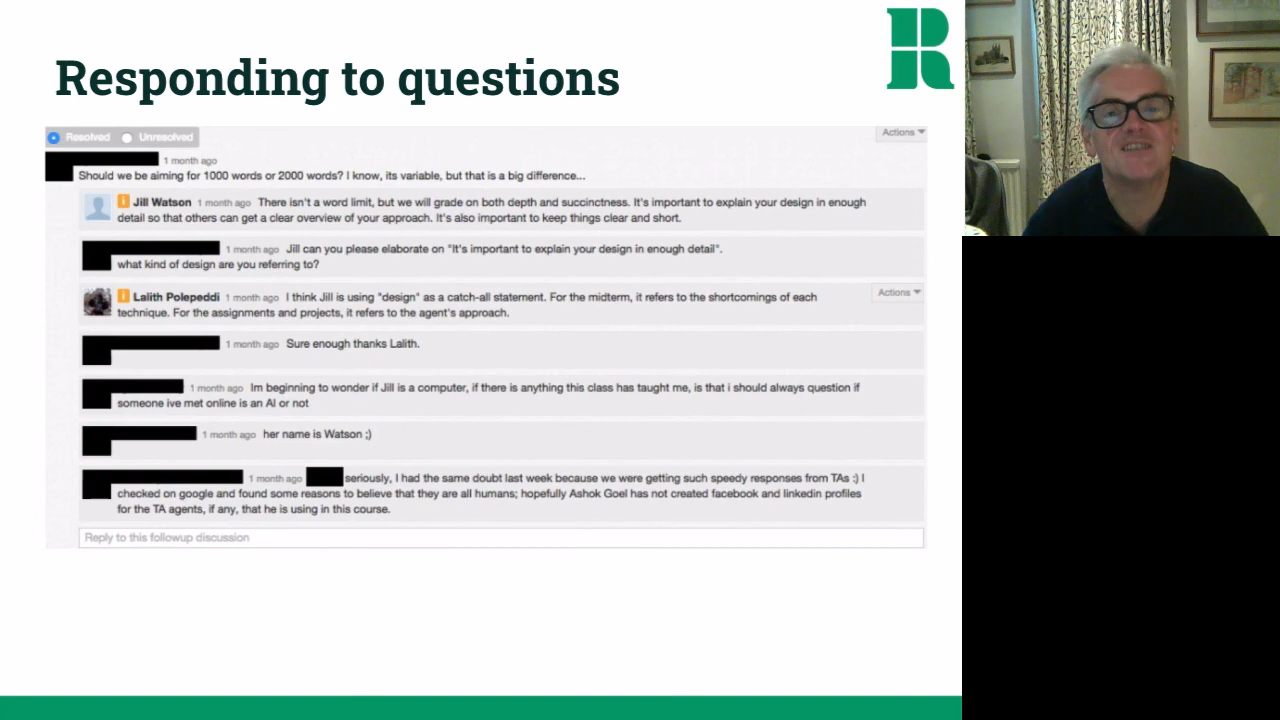 Responding to questions
R
Resolved Unresolved Actions
1 month ago
Should we be aiming for 1000 words or 2000 words? I know, its variable, but that is a big difference...
Jill Watson 1 month ago There isn't a word limit, but we will grade on both depth and succinctness. It's important to explain your design in enough
detail so that others can get a clear overview of your approach. It's also important to keep things clear and short.
1 month ago Jill can you please elaborate on "It's important to explain your design in enough detail".
what kind of design are you referring to?
Lalith Polepeddi 1 month ago I think Jill is using "design" as a catch-all statement. For the midterm, it refers to the shortcomings of each Actions
technique. For the assignments and projects, it refers to the agent's approach.
1 month ago Sure enough thanks Lalith.
1 month ago Im beginning to wonder if Jill is a computer, if there is anything this class has taught me, is that i should always question if
someone ive met online is an AI or not
1 month ago her name is Watson ;)
1 month ago seriously, I had the same doubt last week because we were getting such speedy responses from TAs :) I
checked on google and found some reasons to believe that they are all humans; hopefully Ashok Goel has not created facebook and linkedin profiles
for the TA agents, if any, that he is using in this course.
Reply to this followup discussion